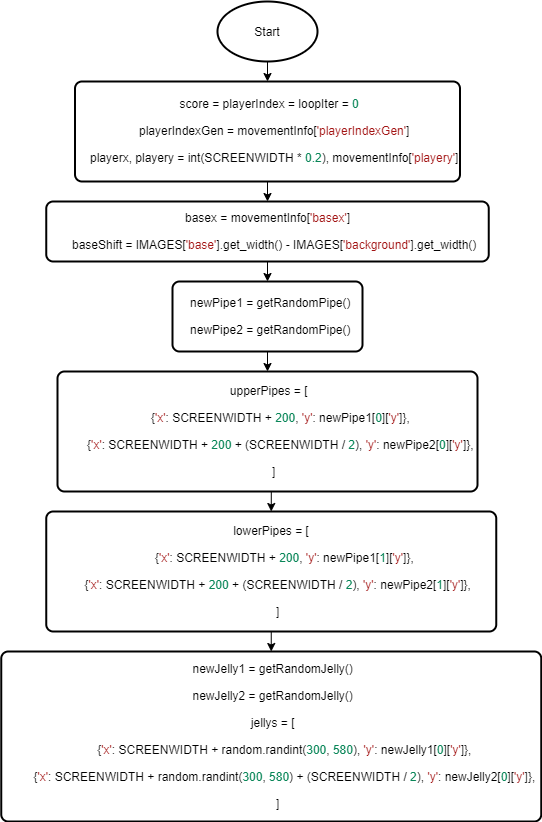 Start
score = playerIndex = loopIter = 0
playerIndexGen = movementInfo['playerIndexGen']
playerx, playery = int(SCREENWIDTH * 0.2), movementInfo['playery']
basex = movementInfo['basex']
baseShift = IMAGES['base'].get_width() - IMAGES['background'].get_width()
newPipe1 = getRandomPipe()
newPipe2 = getRandomPipe()
upperPipes = [
{'x': SCREENWIDTH + 200, 'y': newPipe1[0]['y']},
{'x': SCREENWIDTH + 200 + (SCREENWIDTH / 2), 'y': newPipe2[0]['y']},
]
lowerPipes = [
{'x': SCREENWIDTH + 200, 'y': newPipe1[1]['y']},
{'x': SCREENWIDTH + 200 + (SCREENWIDTH / 2), 'y': newPipe2[1]['y']},
]
newJelly1 = getRandomJelly()
newJelly2 = getRandomJelly()
jellys = [
{'x': SCREENWIDTH + random.randint(300, 580), 'y': newJelly1[0]['y']},
{'x': SCREENWIDTH + random.randint(300, 580) + (SCREENWIDTH / 2), 'y': newJelly2[0]['y']},
]